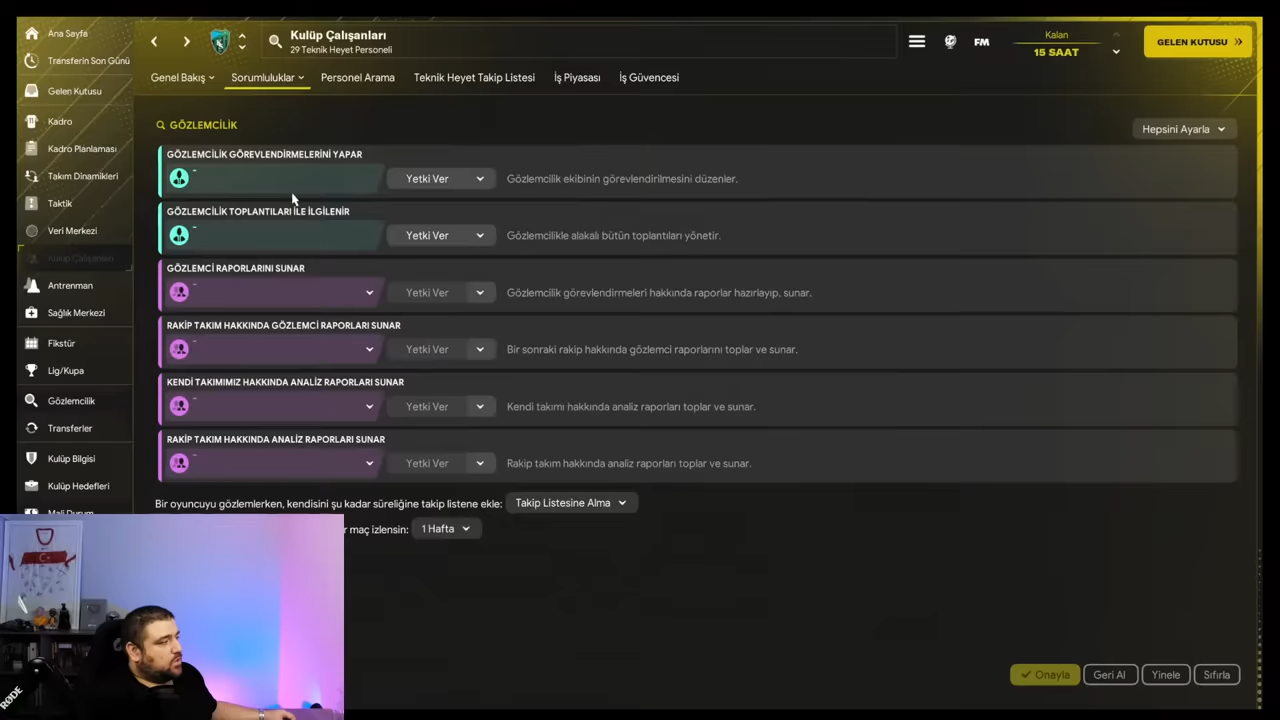 Ana Sayfa
Transferin Son Günü
Gelen Kutusu
Kadro
Kadro Planlaması
Takım Dinamikleri
Taktik
Veri Merkezi
Kulüp Çalışanları
Antrenman
Sağlık Merkezi
Fikstür
Lig/Kupa
Gözlemcilik
Transferler
Kulüp Bilgisi
Kulüp Hedefleri
Mali Durum
Kulüp Çalışanları
29 Teknik Heyet Personeli
FM
Kalan
15 SAAT
GELEN KUTUSU
Genel Bakış
Sorumluluklar
Personel Arama
Teknik Heyet Takip Listesi
İş Piyasası
İş Güvencesi
GÖZLEMCİLİK
Hepsini Ayarla
GÖZLEMCİLİK GÖREVLENDİRMELERİNİ YAPAR
-
Yetki Ver
Gözlemcilik ekibinin görevlendirilmesini düzenler.
GÖZLEMCİLİK TOPLANTILARI İLE İLGİLENİR
-
Yetki Ver
Gözlemcilikle alakalı bütün toplantıları yönetir.
GÖZLEMCİ RAPORLARINI SUNAR
-
Yetki Ver
Gözlemcilik görevlendirmeleri hakkında raporlar hazırlayıp, sunar.
RAKİP TAKIM HAKKINDA GÖZLEMCİ RAPORLARI SUNAR
-
Yetki Ver
Bir sonraki rakip hakkında gözlemci raporlarını toplar ve sunar.
KENDİ TAKIMIMIZ HAKKINDA ANALİZ RAPORLARI SUNAR
-
Yetki Ver
Kendi takımı hakkında analiz raporları toplar ve sunar.
RAKİP TAKIM HAKKINDA ANALİZ RAPORLARI SUNAR
-
Yetki Ver
Rakip takım hakkında analiz raporları toplar ve sunar.
Bir oyuncuyu gözlemlerken, kendisini şu kadar süreliğine takip listene ekle:
Takip Listesine Alma
maç izlensin:
1 Hafta
Onayla
Geri Al
Yinele
Sıfırla
RØDE